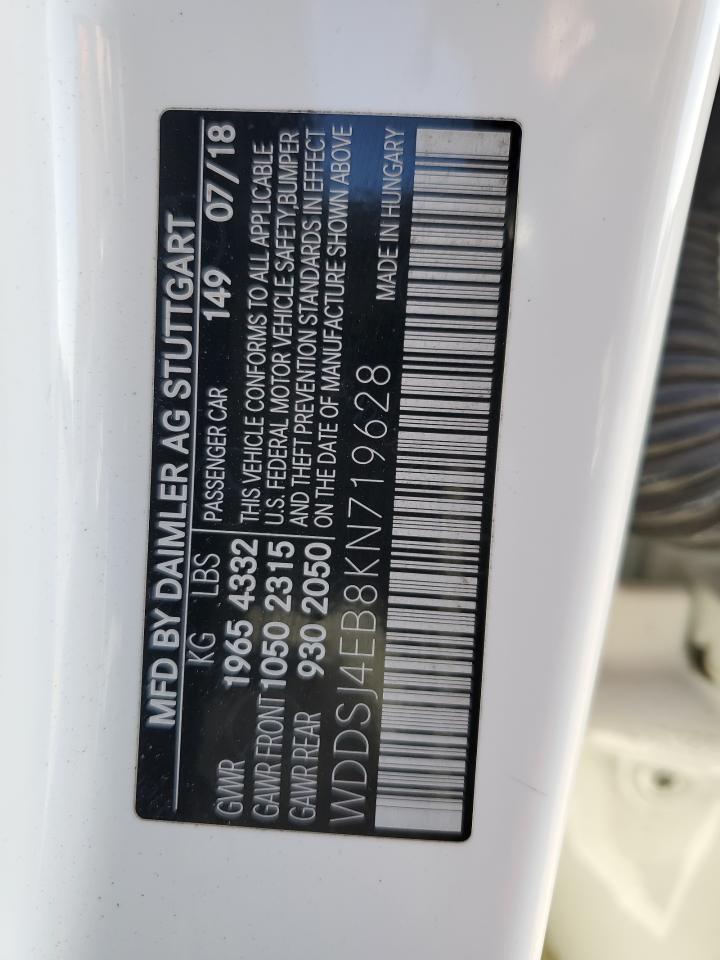 MFD BY DAIMLER AG STUTTGART
KG LBS PASSENGER CAR 149 07/18
GVWR 1965 4332 THIS VEHICLE CONFORMS TO ALL APPLICABLE
GAWR FRONT 1050 2315 U.S. FEDERAL MOTOR VEHICLE SAFETY,BUMPER
GAWR REAR 930 2050 AND THEFT PREVENTION STANDARDS IN EFFECT
ON THE DATE OF MANUFACTURE SHOWN ABOVE
WDDSJ4EB8KN719628 MADE IN HUNGARY